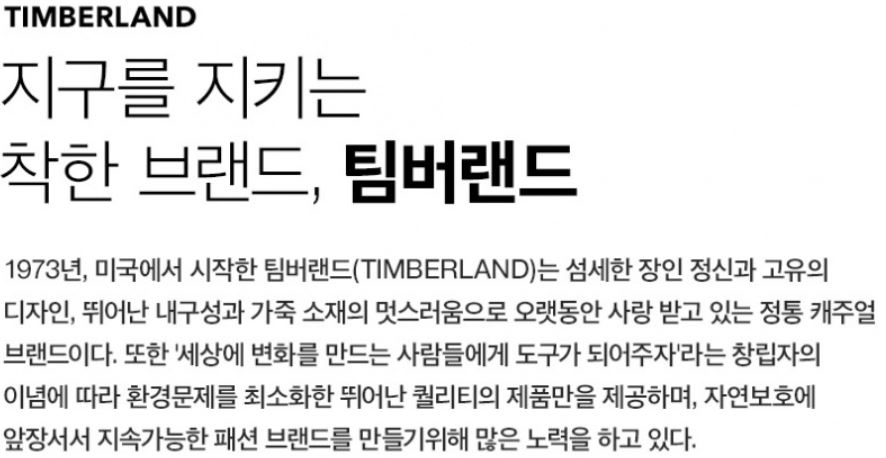 TIMBERLAND
지구를 지키는
착한 브랜드, 팀버랜드
1973년, 미국에서 시작한 팀버랜드(TIMBERLAND)는 섬세한 장인 정신과 고유의
디자인, 뛰어난 내구성과 가죽 소재의 멋스러움으로 오랫동안 사랑 받고 있는 정통 캐주얼
브랜드이다. 또한 '세상에 변화를 만드는 사람들에게 도구가 되어주자'라는 창립자의
이념에 따라 환경문제를 최소화한 뛰어난 퀄리티의 제품만을 제공하며, 자연보호에
앞장서서 지속가능한 패션 브랜드를 만들기위해 많은 노력을 하고 있다.